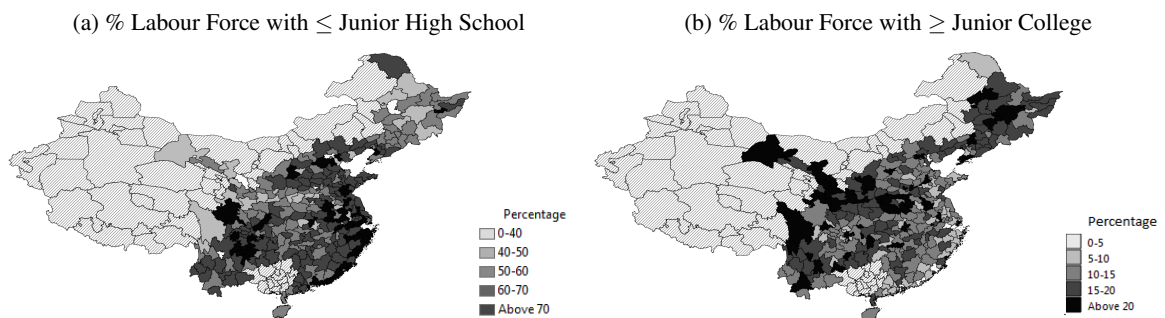 (a) % Labour Force with ≤ Junior High School
(b) % Labour Force with ≥ Junior College
Percentage
0-40
40-50
50-60
60-70
Above 70
Percentage
0-5
5-10
10-15
15-20
Above 20